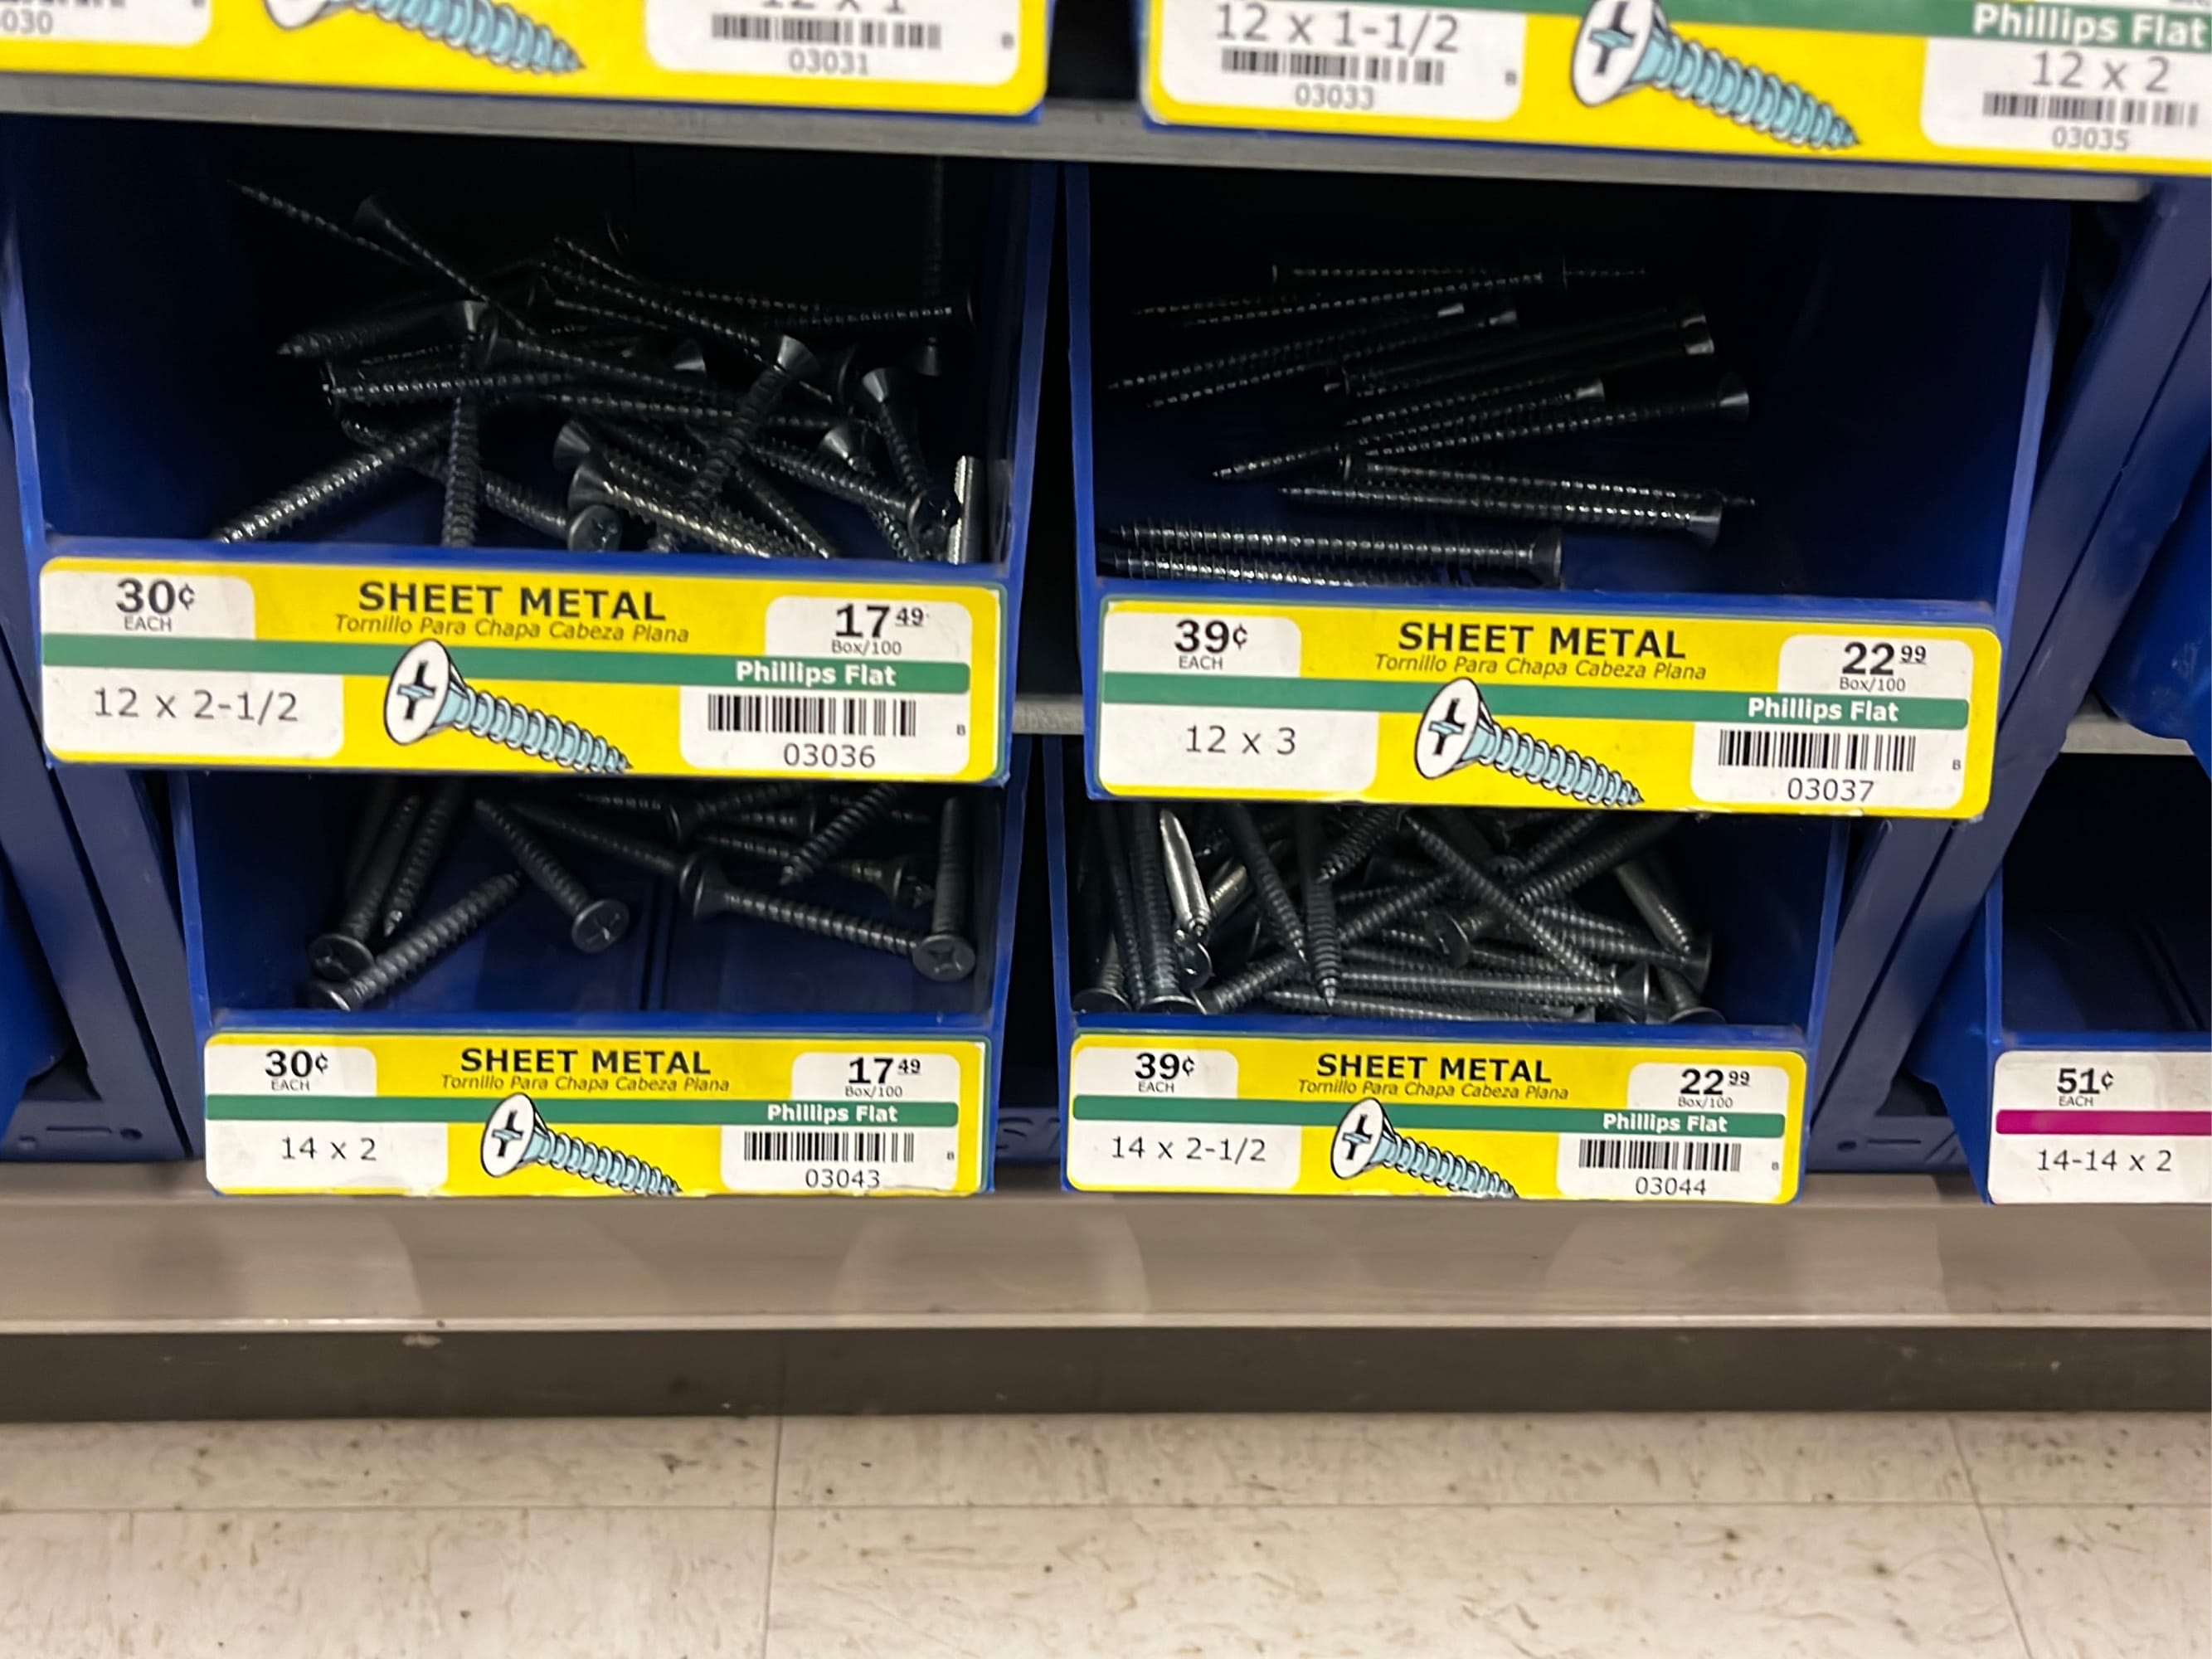 030
12 x 1
03031
12 x 1-1/2
03033
Phillips Flat
12 x 2
03035
30¢
EACH
SHEET METAL
Tornillo Para Chapa Cabeza Plana
17 49
Box/100
Phillips Flat
12 x 2-1/2
03036
B
39¢
EACH
SHEET METAL
Tornillo Para Chapa Cabeza Plana
22 99
Box/100
Phillips Flat
12 x 3
03037
B
30¢
EACH
SHEET METAL
Tornillo Para Chapa Cabeza Plana
17 49
Box/100
Phillips Flat
14 x 2
03043
B
39¢
EACH
SHEET METAL
Tornillo Para Chapa Cabeza Plana
22 99
Box/100
Phillips Flat
14 x 2-1/2
03044
B
51¢
EACH
14-14 x 2